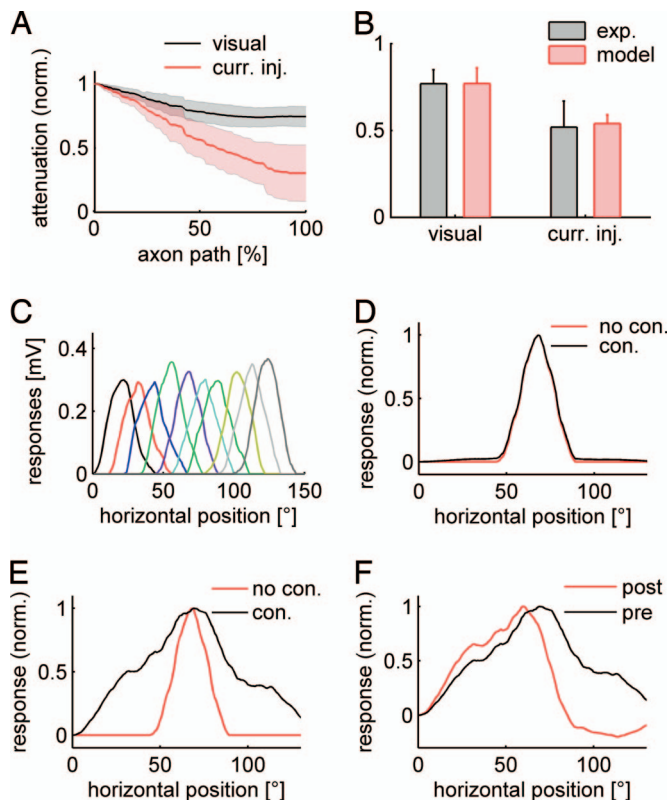 A
visual
curr. inj.
attenuation (norm.)
1
0.5
0
0
50
100
axon path [%]
B
exp.
model
1
0.5
0
visual
curr. inj.
C
responses [mV]
0.4
0.2
0
0
50
100
150
horizontal position [°]
D
no con.
con.
response (norm.)
1
0.5
0
0
50
100
horizontal position [°]
E
no con.
con.
response (norm.)
1
0.5
0
0
50
100
horizontal position [°]
F
post
pre
response (norm.)
1
0.5
0
0
50
100
horizontal position [°]